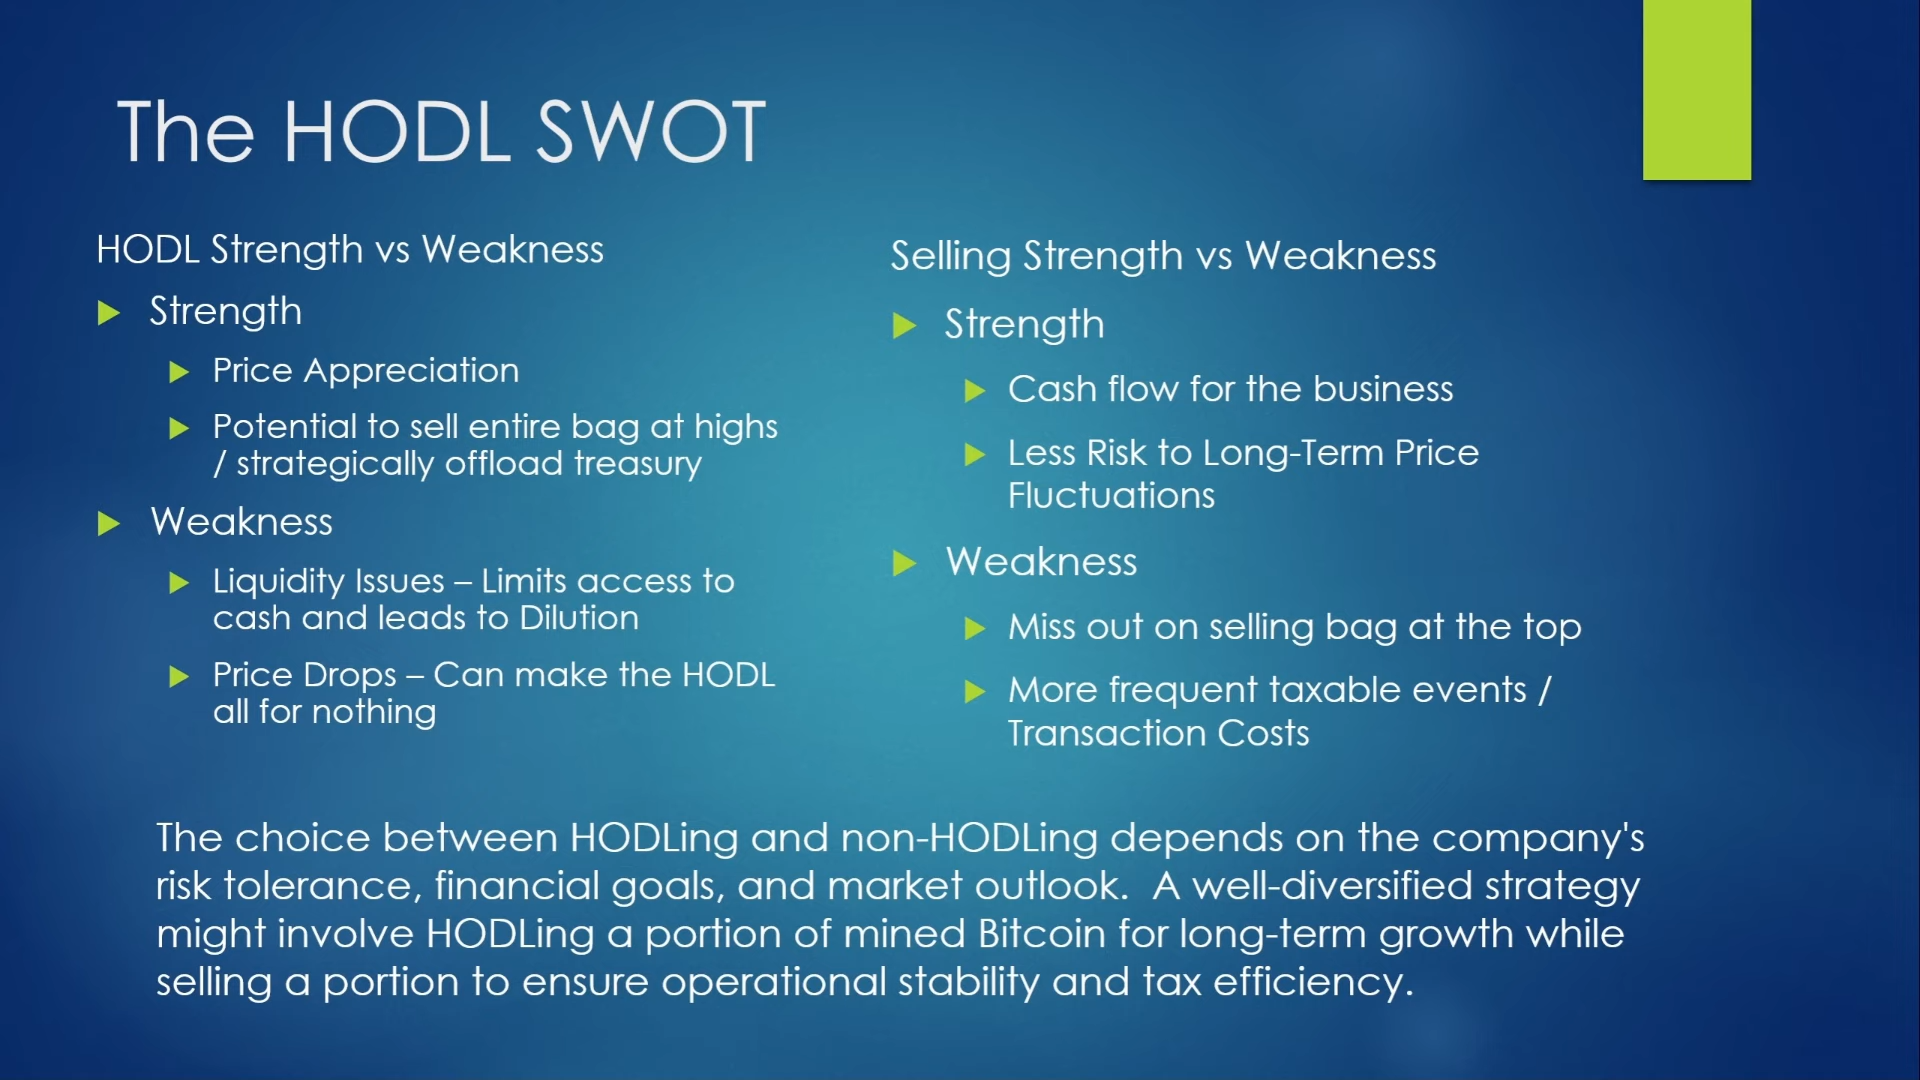 The HODL SWOT
HODL Strength vs Weakness
Strength
Price Appreciation
Potential to sell entire bag at highs
/ strategically offload treasury
Weakness
Liquidity Issues – Limits access to
cash and leads to Dilution
Price Drops – Can make the HODL
all for nothing
Selling Strength vs Weakness
Strength
Cash flow for the business
Less Risk to Long-Term Price
Fluctuations
Weakness
Miss out on selling bag at the top
More frequent taxable events /
Transaction Costs
The choice between HODLing and non-HODLing depends on the company's
risk tolerance, financial goals, and market outlook.  A well-diversified strategy
might involve HODLing a portion of mined Bitcoin for long-term growth while
selling a portion to ensure operational stability and tax efficiency.